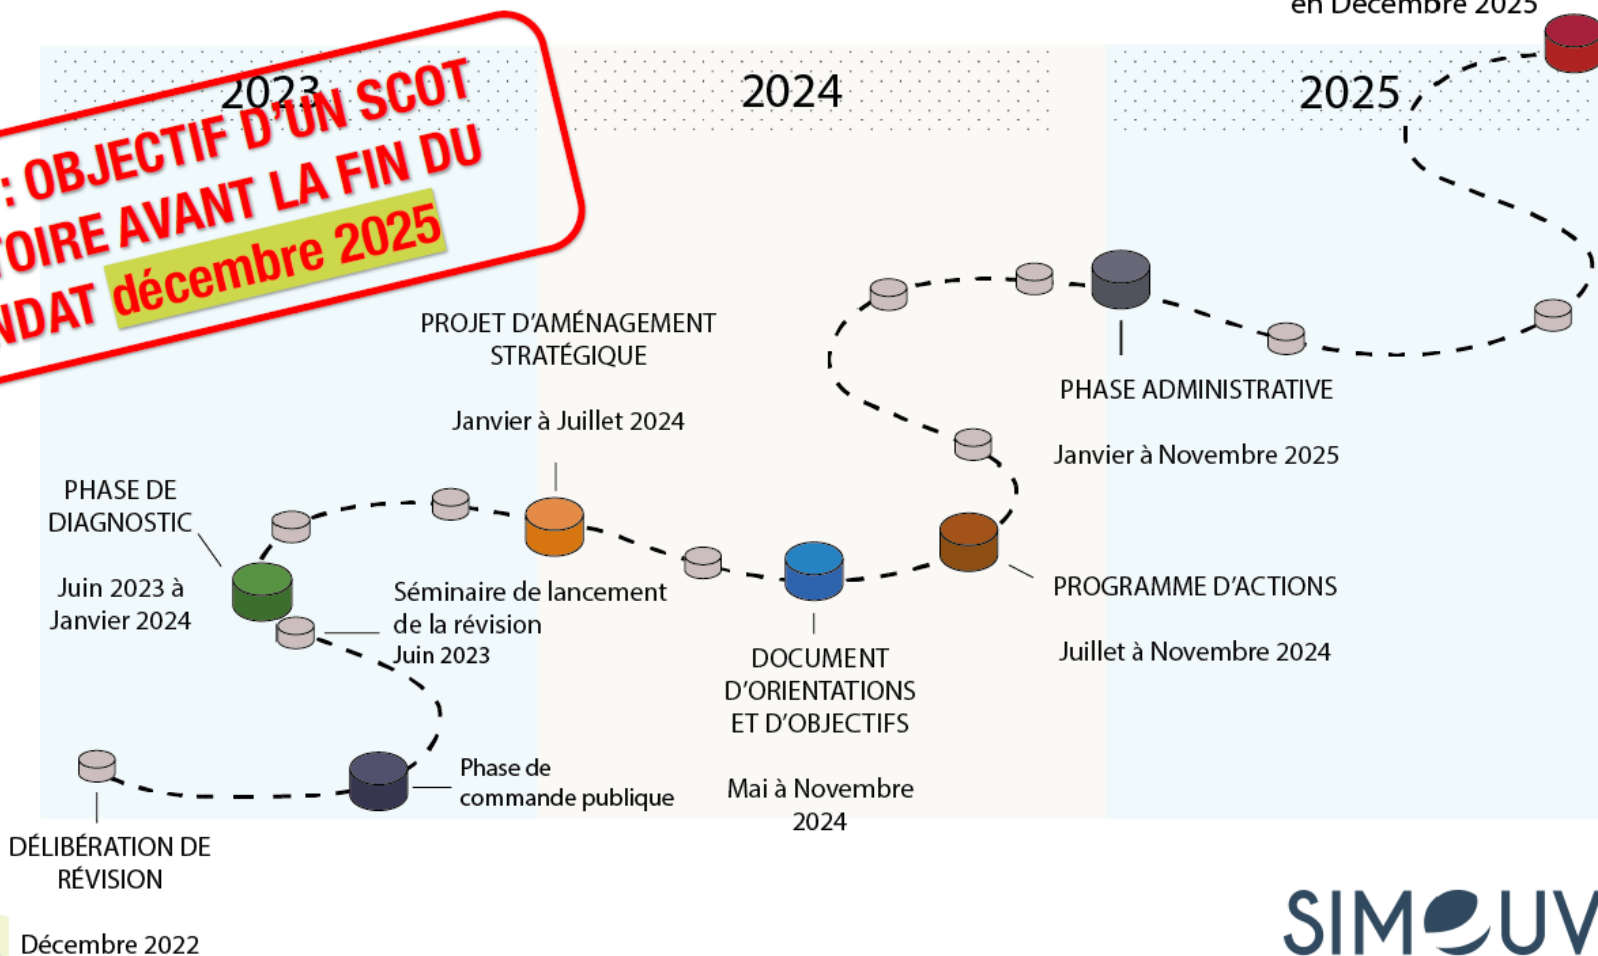 en Décembre 2025
2023
2024
2025
: OBJECTIF D'UN SCOT
AVANT LA FIN DU
décembre 2025
PROJET D'AMÉNAGEMENT
STRATÉGIQUE
Janvier à Juillet 2024
PHASE ADMINISTRATIVE
Janvier à Novembre 2025
PHASE DE
DIAGNOSTIC
Juin 2023 à
Janvier 2024
Séminaire de lancement
de la révision
Juin 2023
PROGRAMME D'ACTIONS
Juillet à Novembre 2024
DOCUMENT
D'ORIENTATIONS
ET D'OBJECTIFS
Mai à Novembre
2024
Phase de
commande publique
DÉLIBÉRATION DE
RÉVISION
Décembre 2022
SIMOUV